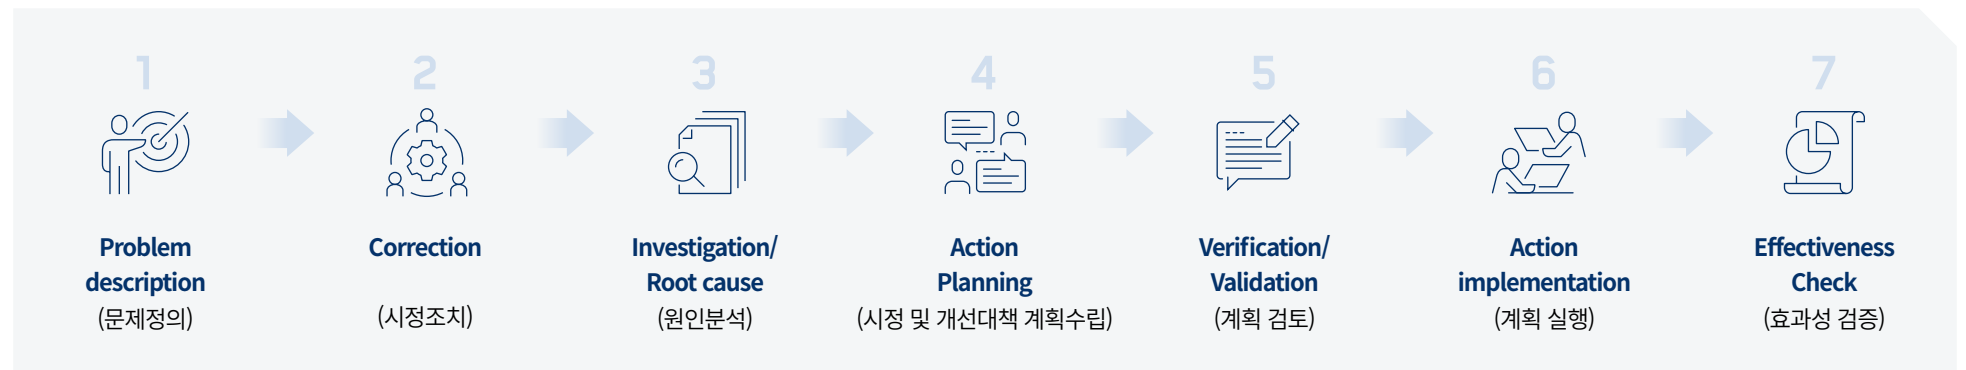 1
Problem
description
(문제정의)
2
Correction
(시정조치)
3
Investigation/
Root cause
(원인분석)
4
Action
Planning
(시정 및 개선대책 계획수립)
5
Verification/
Validation
(계획 검토)
6
Action
implementation
(계획 실행)
7
Effectiveness
Check
(효과성 검증)